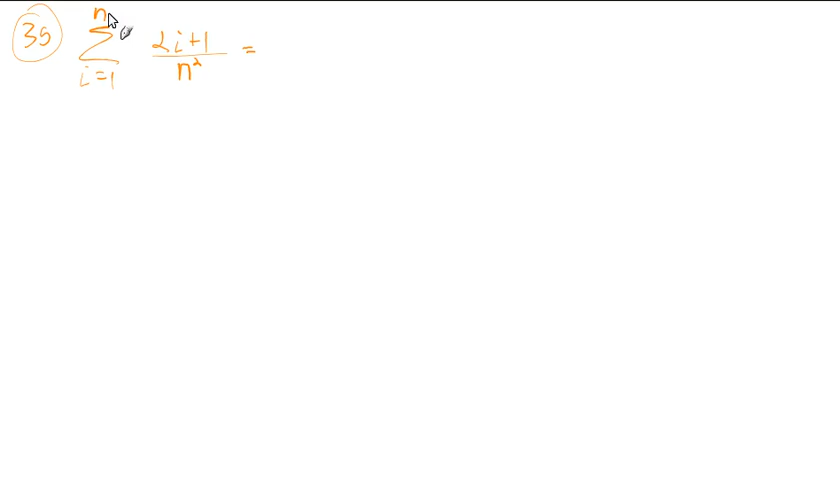 35 n∑i=1 2i+1/n² =